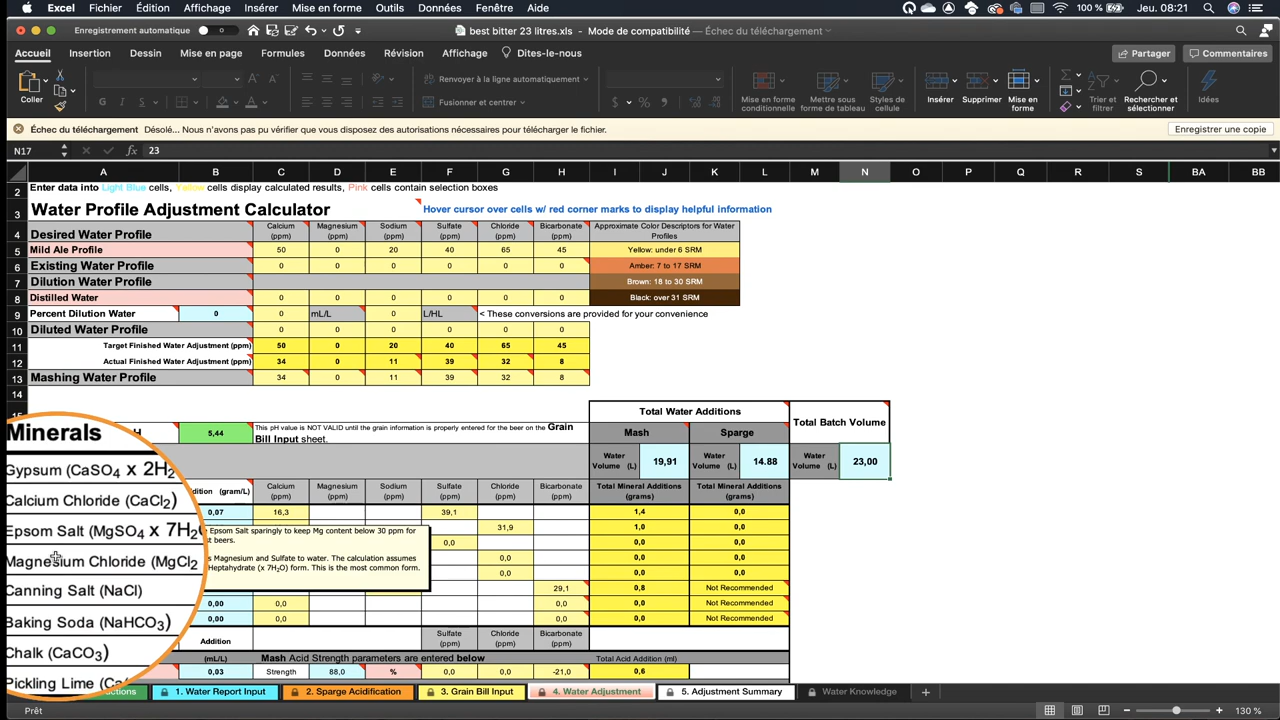 Excel Fichier Édition Affichage Insérer Mise en forme Outils Données Fenêtre Aide 100 % Jeu. 08:21
Enregistrement automatique best bitter 23 litres.xls - Mode de compatibilité — Échec du téléchargement
Accueil Insertion Dessin Mise en page Formules Données Révision Affichage Dites-le-nous Partager Commentaires
Coller
Renvoyer à la ligne automatiquement
Fusionner et centrer
G I S
Mise en forme conditionnelle
Mettre sous forme de tableau
Styles de cellule
Insérer Supprimer Mise en forme
Trier et filtrer
Rechercher et sélectionner
Idées
Échec du téléchargement Désolé... Nous n'avons pas pu vérifier que vous disposez des autorisations nécessaires pour télécharger le fichier. Enregistrer une copie
N17 fx 23
A B C D E F G H I J K L M N O P Q R S BA BB
2 Enter data into Light Blue cells, Yellow cells display calculated results, Pink cells contain selection boxes
3 Water Profile Adjustment Calculator Hover cursor over cells w/ red corner marks to display helpful information
4 Desired Water Profile Calcium (ppm) Magnesium (ppm) Sodium (ppm) Sulfate (ppm) Chloride (ppm) Bicarbonate (ppm) Approximate Color Descriptors for Water Profiles
5 Mild Ale Profile 50 0 20 40 65 45 Yellow: under 6 SRM
6 Existing Water Profile 0 0 0 0 0 0 Amber: 7 to 17 SRM
7 Dilution Water Profile Brown: 18 to 30 SRM
8 Distilled Water 0 0 0 0 0 0 Black: over 31 SRM
9 Percent Dilution Water 0 0 mL/L 0 L/HL < These conversions are provided for your convenience
10 Diluted Water Profile 0 0 0 0 0 0
11 Target Finished Water Adjustment (ppm) 50 0 20 40 65 45
12 Actual Finished Water Adjustment (ppm) 34 0 11 39 32 8
13 Mashing Water Profile 34 0 11 39 32 8
14
15 Total Water Additions Total Batch Volume
H 5,44 This pH value is NOT VALID until the grain information is properly entered for the beer on the Grain Bill Input sheet. Mash Sparge
Water Volume (L) 19,91 Water Volume (L) 14.88 Water Volume (L) 23,00
Minerals
dition (gram/L) Calcium (ppm) Magnesium (ppm) Sodium (ppm) Sulfate (ppm) Chloride (ppm) Bicarbonate (ppm) Total Mineral Additions (grams) Total Mineral Additions (grams)
Gypsum (CaSO4 x 2H2 0,07 16,3 39,1 1,4 0,0
Calcium Chloride (CaCl2) 31,9 1,0 0,0
Epsom Salt (MgSO4 x 7H2O 0,0 0,0 0,0
Magnesium Chloride (MgCl2 0,0 0,0 0,0
Canning Salt (NaCl) 0,0 0,0 0,0
Baking Soda (NaHCO3) 29,1 0,8 Not Recommended
Chalk (CaCO3) 0,00 0,0 0,0 0,0 Not Recommended
Pickling Lime (Ca 0,00 0,0 0,0 0,0 Not Recommended
Epsom Salt sparingly to keep Mg content below 30 ppm for
st beers.
s Magnesium and Sulfate to water. The calculation assumes
Heptahydrate (x 7H2O) form. This is the most common form.
Addition Sulfate (ppm) Chloride (ppm) Bicarbonate (ppm)
(mL/L) Mash Acid Strength parameters are entered below Total Acid Addition (ml)
0,03 Strength 88,0 % 0,0 0,0 -21,0 0,6
ctions 1. Water Report Input 2. Sparge Acidification 3. Grain Bill Input 4. Water Adjustment 5. Adjustment Summary Water Knowledge +
Prêt 130 %